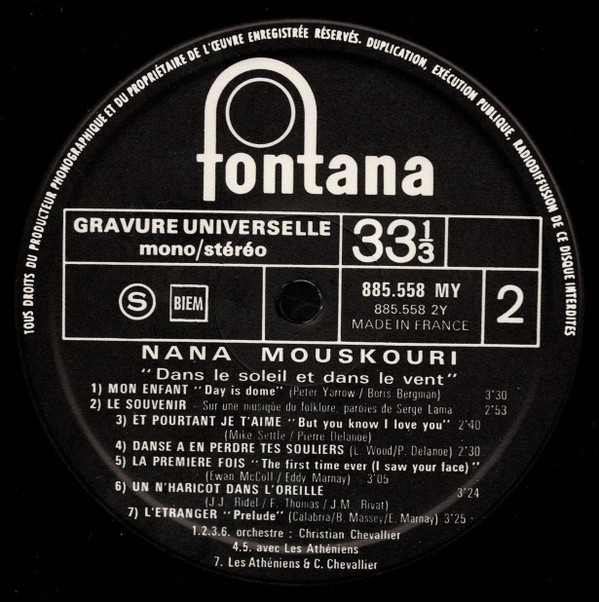 TOUS DROITS DU PRODUCTEUR PHONOGRAPHIQUE ET DU PROPRIÉTAIRE DE L'ŒUVRE ENREGISTRÉE RÉSERVÉS. DUPLICATION, EXÉCUTION PUBLIQUE, RADIODIFFUSION DE CE DISQUE INTERDITES
fontana
GRAVURE UNIVERSELLE
mono/stéréo
33 1/3
S BIEM
885.558 MY
885.558 2Y
MADE IN FRANCE
2
NANA MOUSKOURI
"Dans le soleil et dans le vent"
1) MON ENFANT "Day is dome" (Peter Yarrow / Boris Bergman) 3'30
2) LE SOUVENIR - Sur une musique du folklore, paroles de Serge Lama 2'53
3) ET POURTANT JE T'AIME "But you know I love you" 2'40
(Mike Settle / Pierre Delanoe)
4) DANSE A EN PERDRE TES SOULIERS (L. Wood/P. Delanoe) 2'30
5) LA PREMIERE FOIS "The first time ever (I saw your face)"
(Ewan McColl / Eddy Marnay) 3'05
6) UN N'HARICOT DANS L'OREILLE 3'24
(J.J. Ridel / F. Thomas / J.M. Rivat)
7) L'ETRANGER "Prelude" (Calabria/B. Massey/E. Marnay) 3'25
1.2.3.6. orchestre : Christian Chevallier
4.5. avec Les Athéniens
7. Les Athéniens & C. Chevallier